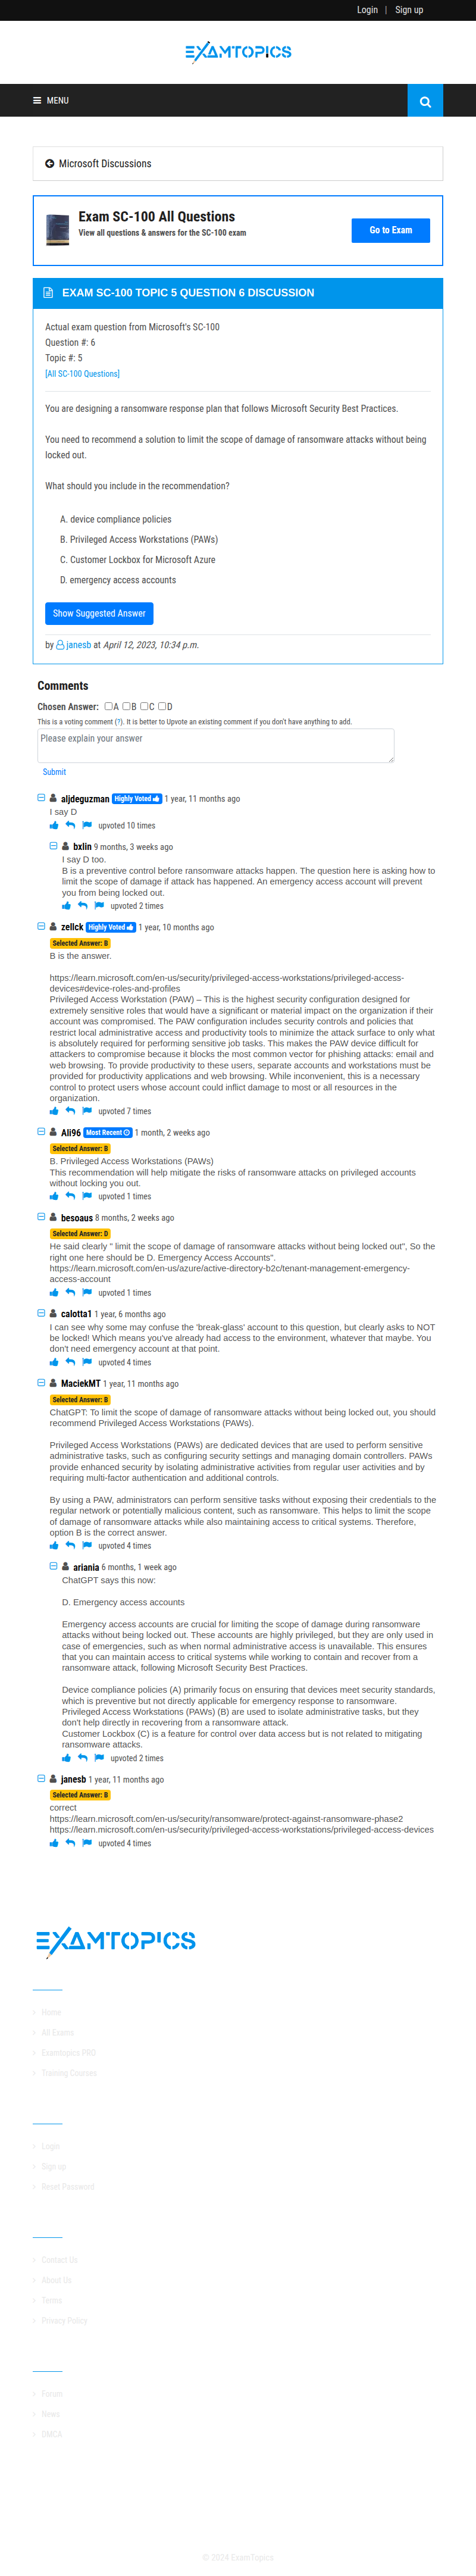 Login | Sign up
EXAMTOPICS
MENU
Microsoft Discussions
Exam SC-100 All Questions
View all questions & answers for the SC-100 exam
Go to Exam
EXAM SC-100 TOPIC 5 QUESTION 6 DISCUSSION
Actual exam question from Microsoft's SC-100
Question #: 6
Topic #: 5
[All SC-100 Questions]
You are designing a ransomware response plan that follows Microsoft Security Best Practices.
You need to recommend a solution to limit the scope of damage of ransomware attacks without being
locked out.
What should you include in the recommendation?
A. device compliance policies
B. Privileged Access Workstations (PAWs)
C. Customer Lockbox for Microsoft Azure
D. emergency access accounts
Show Suggested Answer
by janesb at April 12, 2023, 10:34 p.m.
Comments
Chosen Answer: A B C D
This is a voting comment (?). It is better to Upvote an existing comment if you don't have anything to add.
Please explain your answer
Submit
aljdeguzman Highly Voted 1 year, 11 months ago
I say D
upvoted 10 times
bxlin 9 months, 3 weeks ago
I say D too.
B is a preventive control before ransomware attacks happen. The question here is asking how to
limit the scope of damage if attack has happened. An emergency access account will prevent
you from being locked out.
upvoted 2 times
zellck Highly Voted 1 year, 10 months ago
Selected Answer: B
B is the answer.
https://learn.microsoft.com/en-us/security/privileged-access-workstations/privileged-access-
devices#device-roles-and-profiles
Privileged Access Workstation (PAW) – This is the highest security configuration designed for
extremely sensitive roles that would have a significant or material impact on the organization if their
account was compromised. The PAW configuration includes security controls and policies that
restrict local administrative access and productivity tools to minimize the attack surface to only what
is absolutely required for performing sensitive job tasks. This makes the PAW device difficult for
attackers to compromise because it blocks the most common vector for phishing attacks: email and
web browsing. To provide productivity to these users, separate accounts and workstations must be
provided for productivity applications and web browsing. While inconvenient, this is a necessary
control to protect users whose account could inflict damage to most or all resources in the
organization.
upvoted 7 times
Ali96 Most Recent 1 month, 2 weeks ago
Selected Answer: B
B. Privileged Access Workstations (PAWs)
This recommendation will help mitigate the risks of ransomware attacks on privileged accounts
without locking you out.
upvoted 1 times
besoaus 8 months, 2 weeks ago
Selected Answer: D
He said clearly " limit the scope of damage of ransomware attacks without being locked out", So the
right one here should be D. Emergency Access Accounts".
https://learn.microsoft.com/en-us/azure/active-directory-b2c/tenant-management-emergency-
access-account
upvoted 1 times
calotta1 1 year, 6 months ago
I can see why some may confuse the 'break-glass' account to this question, but clearly asks to NOT
be locked! Which means you've already had access to the environment, whatever that maybe. You
don't need emergency account at that point.
upvoted 4 times
MaciekMT 1 year, 11 months ago
Selected Answer: B
ChatGPT: To limit the scope of damage of ransomware attacks without being locked out, you should
recommend Privileged Access Workstations (PAWs).
Privileged Access Workstations (PAWs) are dedicated devices that are used to perform sensitive
administrative tasks, such as configuring security settings and managing domain controllers. PAWs
provide enhanced security by isolating administrative activities from regular user activities and by
requiring multi-factor authentication and additional controls.
By using a PAW, administrators can perform sensitive tasks without exposing their credentials to the
regular network or potentially malicious content, such as ransomware. This helps to limit the scope
of damage of ransomware attacks while also maintaining access to critical systems. Therefore,
option B is the correct answer.
upvoted 4 times
ariania 6 months, 1 week ago
ChatGPT says this now:
D. Emergency access accounts
Emergency access accounts are crucial for limiting the scope of damage during ransomware
attacks without being locked out. These accounts are highly privileged, but they are only used in
case of emergencies, such as when normal administrative access is unavailable. This ensures
that you can maintain access to critical systems while working to contain and recover from a
ransomware attack, following Microsoft Security Best Practices.
Device compliance policies (A) primarily focus on ensuring that devices meet security standards,
which is preventive but not directly applicable for emergency response to ransomware.
Privileged Access Workstations (PAWs) (B) are used to isolate administrative tasks, but they
don't help directly in recovering from a ransomware attack.
Customer Lockbox (C) is a feature for control over data access but is not related to mitigating
ransomware attacks.
upvoted 2 times
janesb 1 year, 11 months ago
Selected Answer: B
correct
https://learn.microsoft.com/en-us/security/ransomware/protect-against-ransomware-phase2
https://learn.microsoft.com/en-us/security/privileged-access-workstations/privileged-access-devices
upvoted 4 times
EXAMTOPICS
Home
All Exams
Examtopics PRO
Training Courses
Login
Sign up
Reset Password
Contact Us
About Us
Terms
Privacy Policy
Forum
News
DMCA
© 2024 ExamTopics